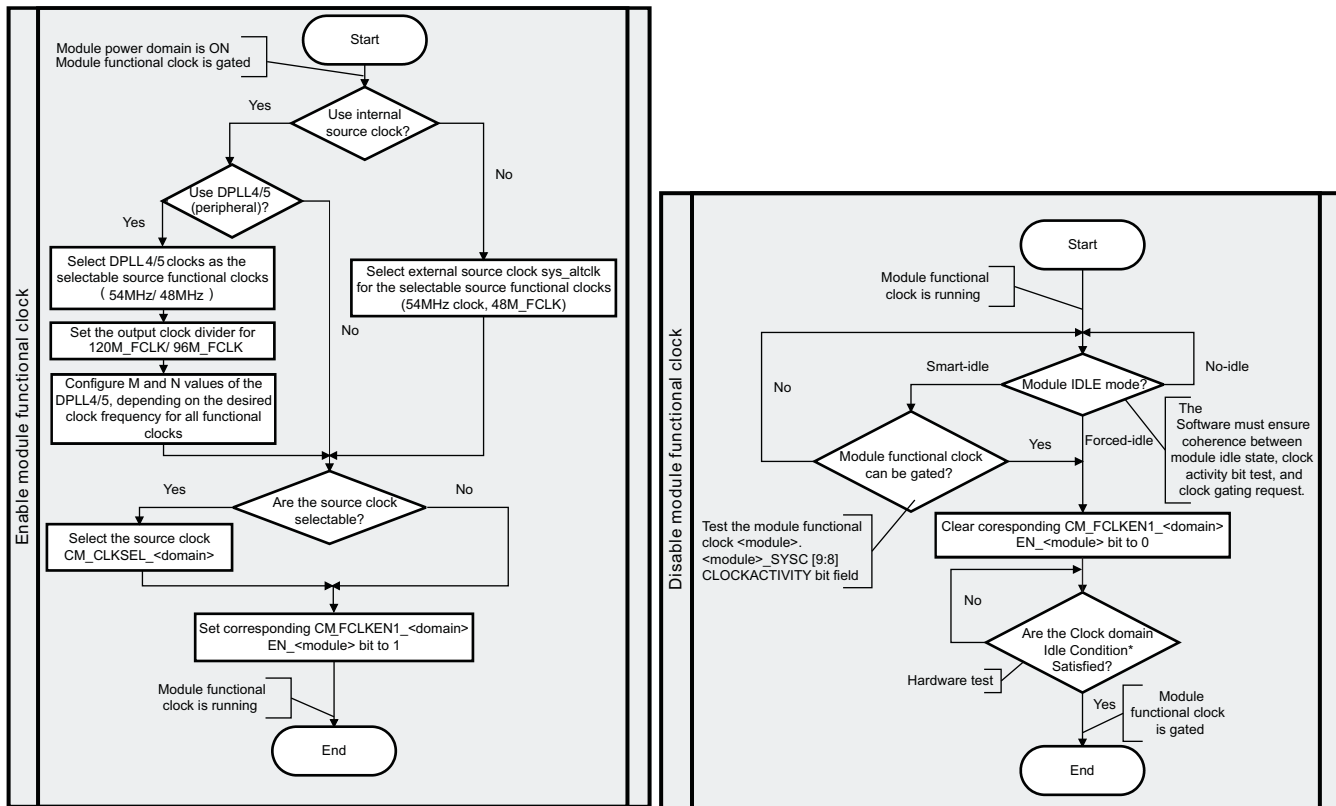 Enable module functional clock
Start
Module power domain is ON
Module functional clock is gated
Use internal
source clock?
Yes
No
Use DPLL4/5
(peripheral)?
Yes
No
Select DPLL 4/5 clocks as the
selectable source functional clocks
( 54MHz/ 48MHz )
Select external source clock sys_altclk
for the selectable source functional clocks
(54MHz clock, 48M_FCLK)
Set the output clock divider for
120M_FCLK/ 96M_FCLK
Configure M and N values of the
DPLL4/5, depending on the desired
clock frequency for all functional
clocks
Are the source clock
selectable?
Yes
No
Select the source clock
CM_CLKSEL_<domain>
Set corresponding CM_FCLKEN1_<domain>
EN_<module> bit to 1
Module functional
clock is running
End
Disable module functional clock
Start
Module functional
clock is running
Module IDLE mode?
Smart-idle
No-idle
Forced-idle
The
Software must ensure
coherence between
module idle state, clock
activity bit test, and
clock gating request.
Module functional clock
can be gated?
No
Yes
Test the module functional
clock <module>.
<module>_SYSC [9:8]
CLOCKACTIVITY bit field
Clear coresponding CM_FCLKEN1_<domain>
EN_<module> bit to 0
Are the Clock domain
Idle Condition*
Satisfied?
No
Hardware test
Yes
Module
functional clock
is gated
End